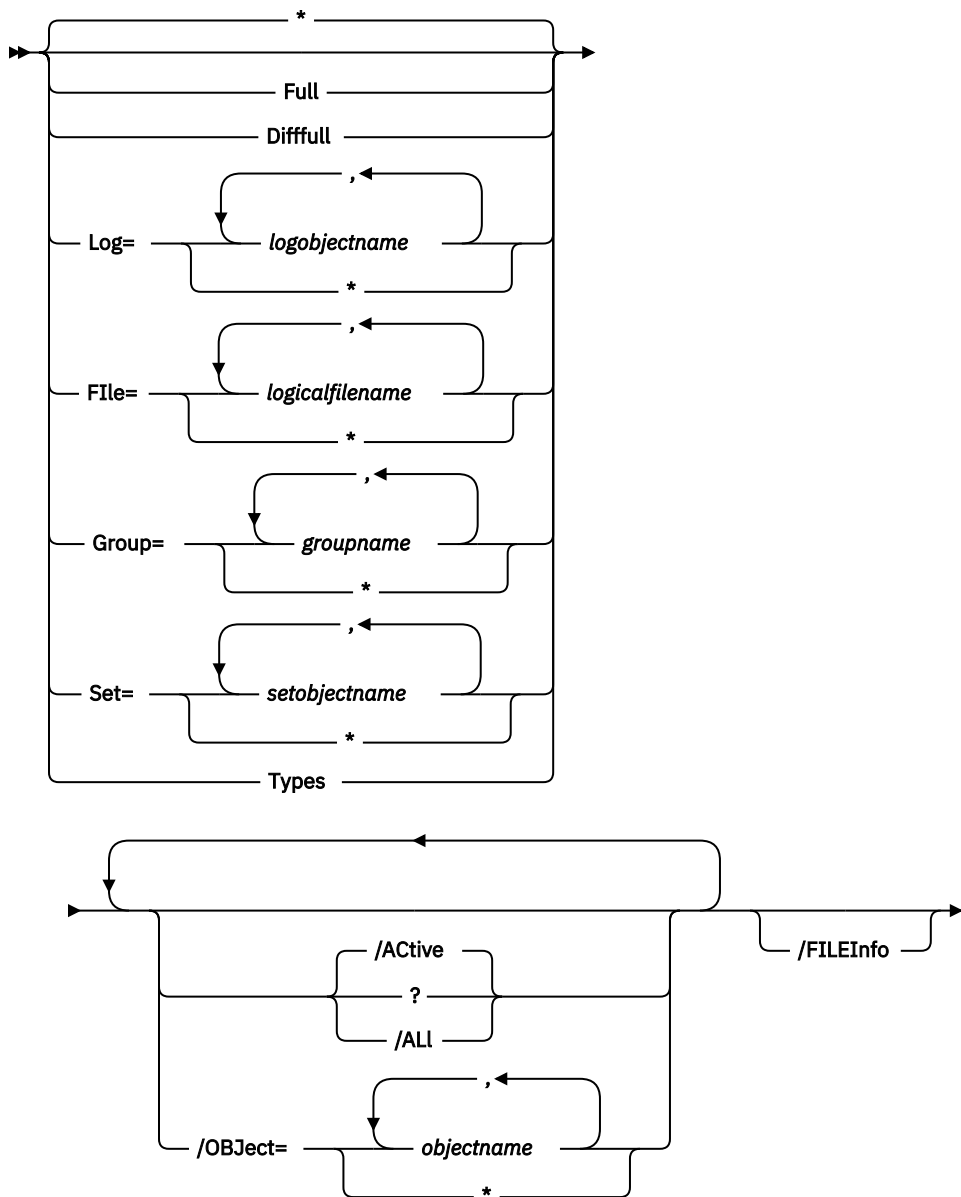 *
Full
Difffull
,
Log= logobjectname
*
,
FIle= logicalfilename
*
,
Group= groupname
*
,
Set= setobjectname
*
Types
/ACtive
/FILEInfo
?
/ALl
,
/OBJect= objectname
*